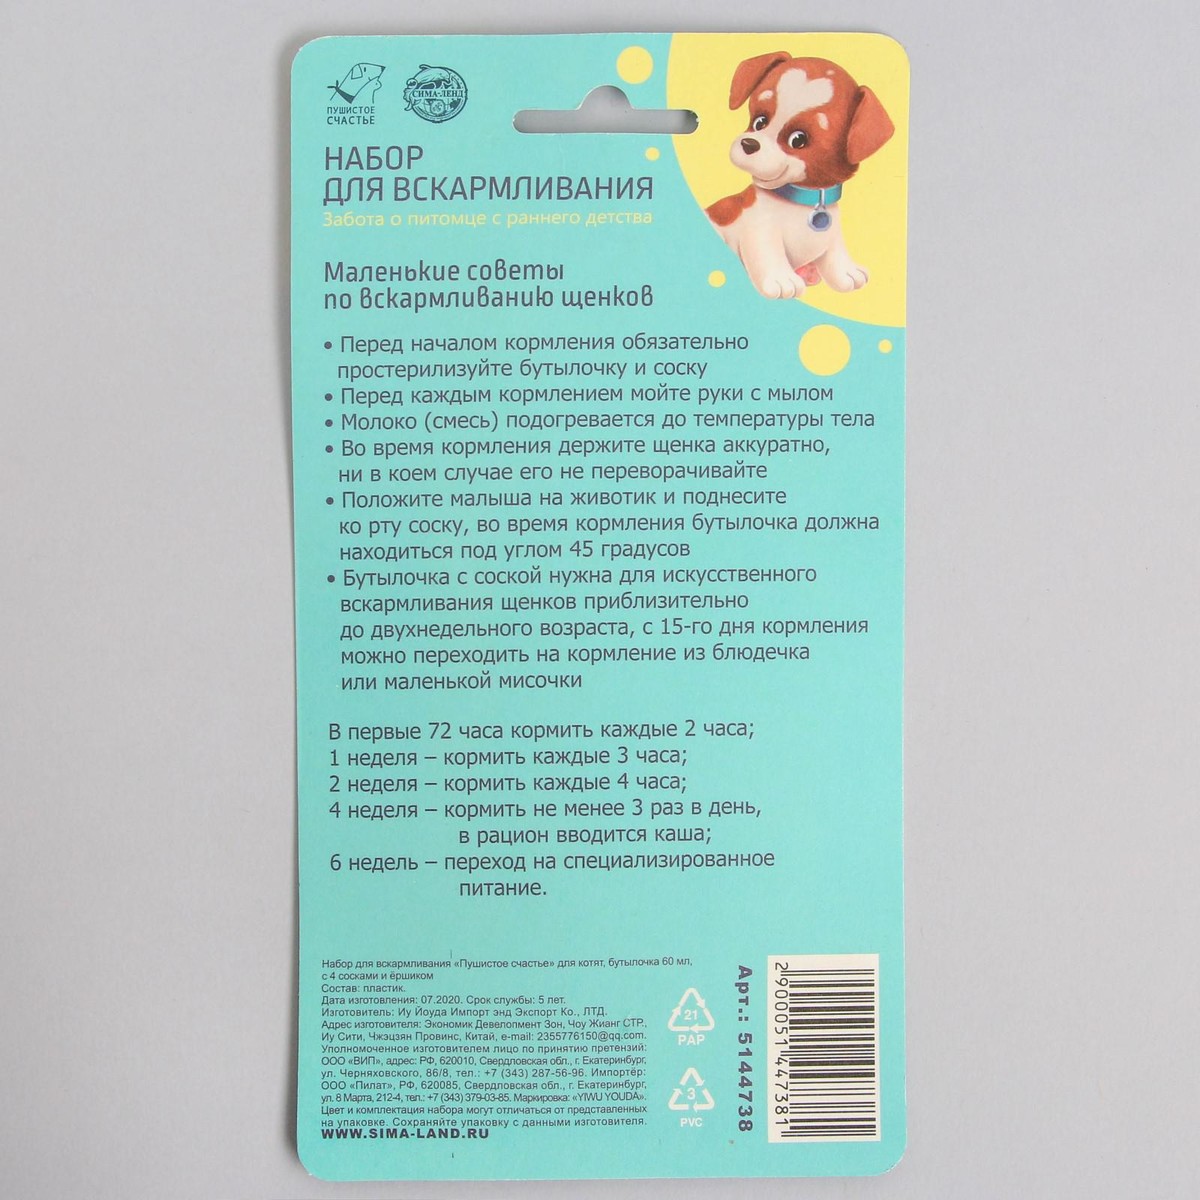 ПУШИСТОЕ
СЧАСТЬЕ
СИМА-ЛЕНД
НАБОР
ДЛЯ ВСКАРМЛИВАНИЯ
Забота о питомце с раннего детства
Маленькие советы
по вскармливанию щенков
• Перед началом кормления обязательно
простерилизуйте бутылочку и соску
• Перед каждым кормлением мойте руки с мылом
• Молоко (смесь) подогревается до температуры тела
• Во время кормления держите щенка аккуратно,
ни в коем случае его не переворачивайте
• Положите малыша на животик и поднесите
ко рту соску, во время кормления бутылочка должна
находиться под углом 45 градусов
• Бутылочка с соской нужна для искусственного
вскармливания щенков приблизительно
до двухнедельного возраста, с 15-го дня кормления
можно переходить на кормление из блюдечка
или маленькой мисочки
В первые 72 часа кормить каждые 2 часа;
1 неделя – кормить каждые 3 часа;
2 неделя – кормить каждые 4 часа;
4 неделя – кормить не менее 3 раз в день,
в рацион вводится каша;
6 недель – переход на специализированное
питание.
Набор для вскармливания «Пушистое счастье» для котят, бутылочка 60 мл,
с 4 сосками и ёршиком
Состав: пластик.
Дата изготовления: 07.2020. Срок службы: 5 лет.
Изготовитель: Иу Йоуда Импорт энд Экспорт Ко., ЛТД.
Адрес изготовителя: Экономик Девелопмент Зон, Чоу Жианг СТР.,
Иу Сити, Чжэцзян Провинс, Китай, e-mail: 2355776150@qq.com.
Уполномоченное изготовителем лицо по принятию претензий:
ООО «ВИП», адрес: РФ, 620010, Свердловская обл., г. Екатеринбург,
ул. Черняховского, 86/8, тел.: +7 (343) 287-56-96. Импортёр:
ООО «Пилат», РФ, 620085, Свердловская обл., г. Екатеринбург,
ул. 8 Марта, 212-4, тел.: +7 (343) 379-03-85. Маркировка: «YIWU YOUDA».
Цвет и комплектация набора могут отличаться от представленных
на упаковке. Сохраняйте упаковку с данными изготовителя.
WWW.SIMA-LAND.RU
21
PAP
3
PVC
Арт.: 5144738
2900051447381